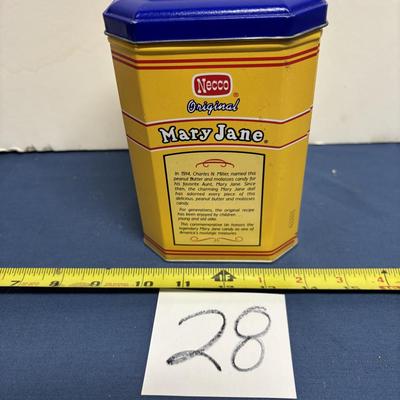 Necco ®
Original
Mary Jane®
In 1914, Charles N. Miller, named this
peanut butter and molasses candy for
his favorite Aunt, Mary Jane. Since
then, the charming Mary Jane doll
has adorned every piece of this
delicious, peanut butter and molasses
candy.
For generations, the original recipe
has been enjoyed by children
young and old alike.
This commemorative tin honors the
legendary Mary Jane candy as one of
America's nostalgic treasures
28